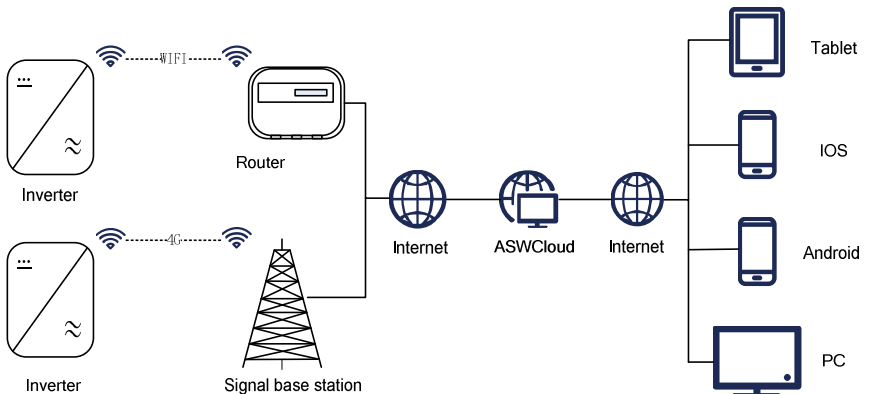 WIFI
Tablet
Router
IOS
Inverter
4G
Internet
ASWCloud
Internet
Android
Inverter
Signal base station
PC